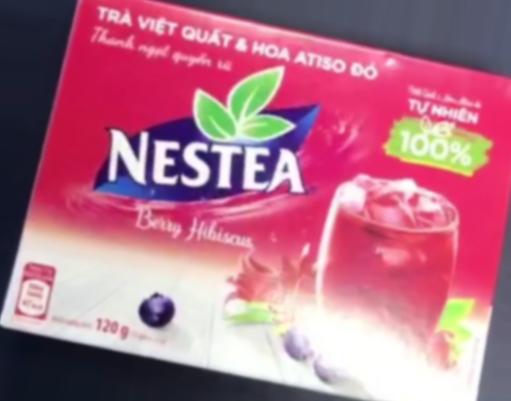 TRÀ VIỆT QUẤT & HOA ATISO ĐỎ
Thanh ngọt quyến rũ
TỰ NHIÊN
100%
NESTEA
Berry Hibiscus
120 g